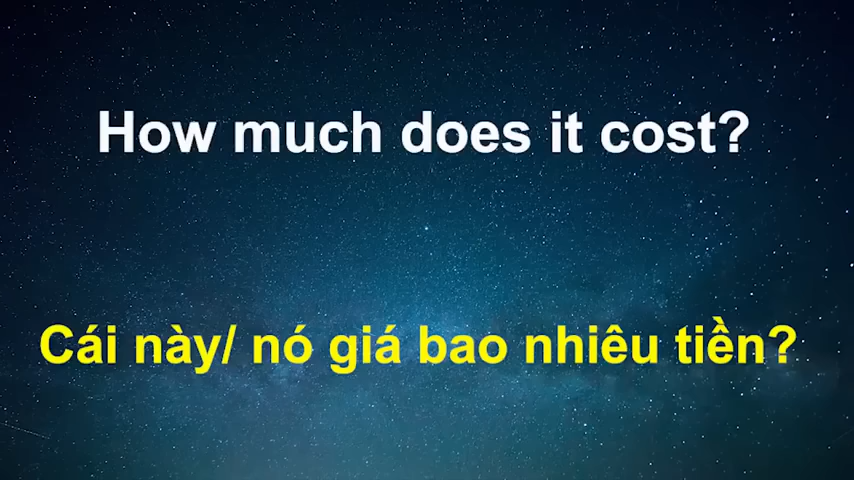 How much does it cost?
Cái này/ nó giá bao nhiêu tiền?